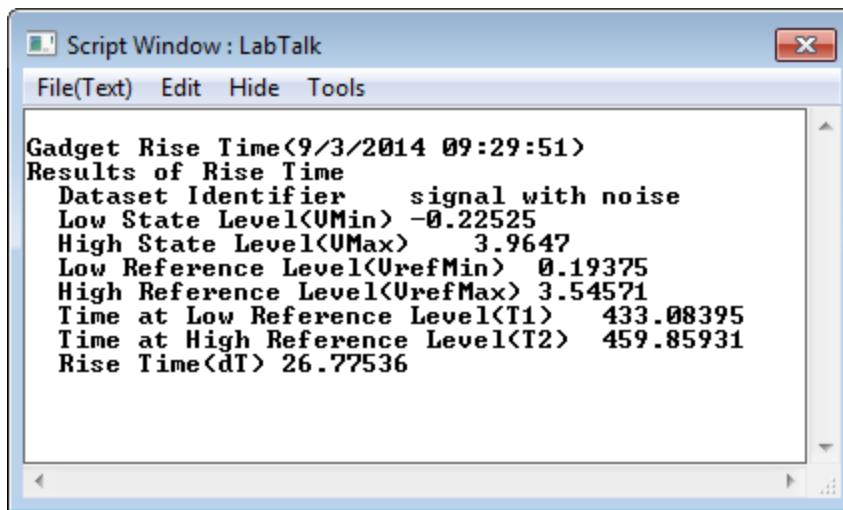 Script Window : LabTalk
File(Text) Edit Hide Tools
Gadget Rise Time(9/3/2014 09:29:51)
Results of Rise Time
Dataset Identifier signal with noise
Low State Level(VMin) -0.22525
High State Level(VMax) 3.9647
Low Reference Level(VrefMin) 0.19375
High Reference Level(VrefMax) 3.54571
Time at Low Reference Level(T1) 433.08395
Time at High Reference Level(T2) 459.85931
Rise Time(dT) 26.77536